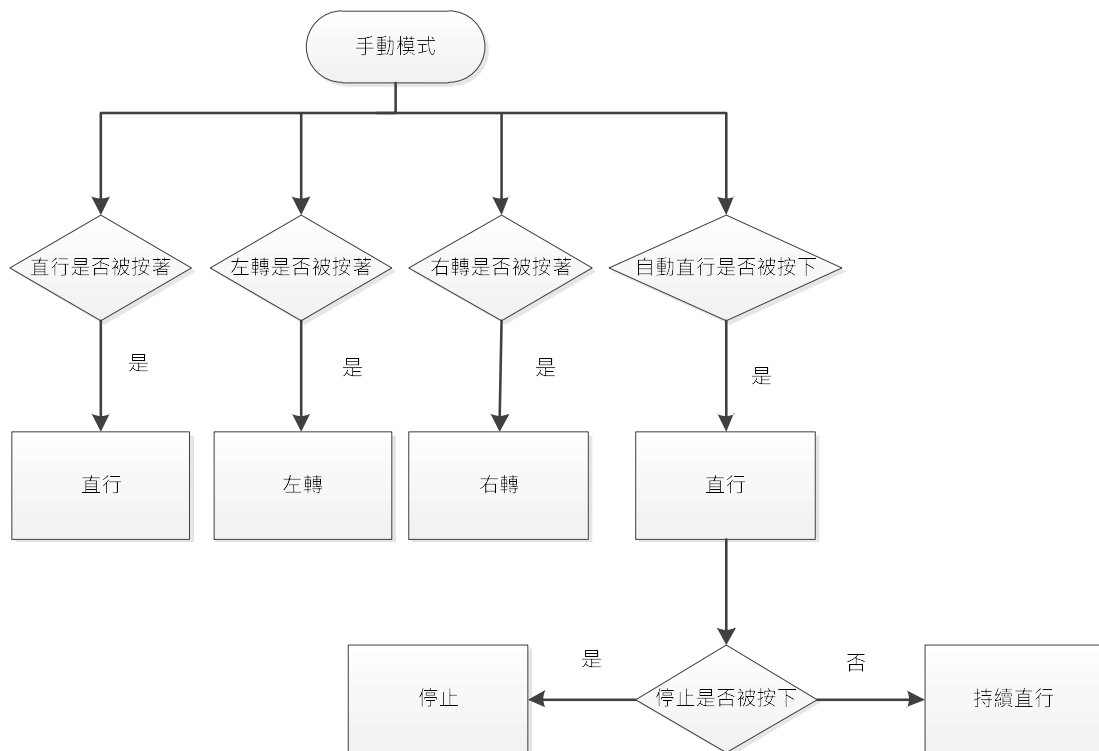 手動模式
直行是否被按著
左轉是否被按著
右轉是否被按著
自動直行是否被按下
是
是
是
是
直行
左轉
右轉
直行
是
否
停止
停止是否被按下
持續直行